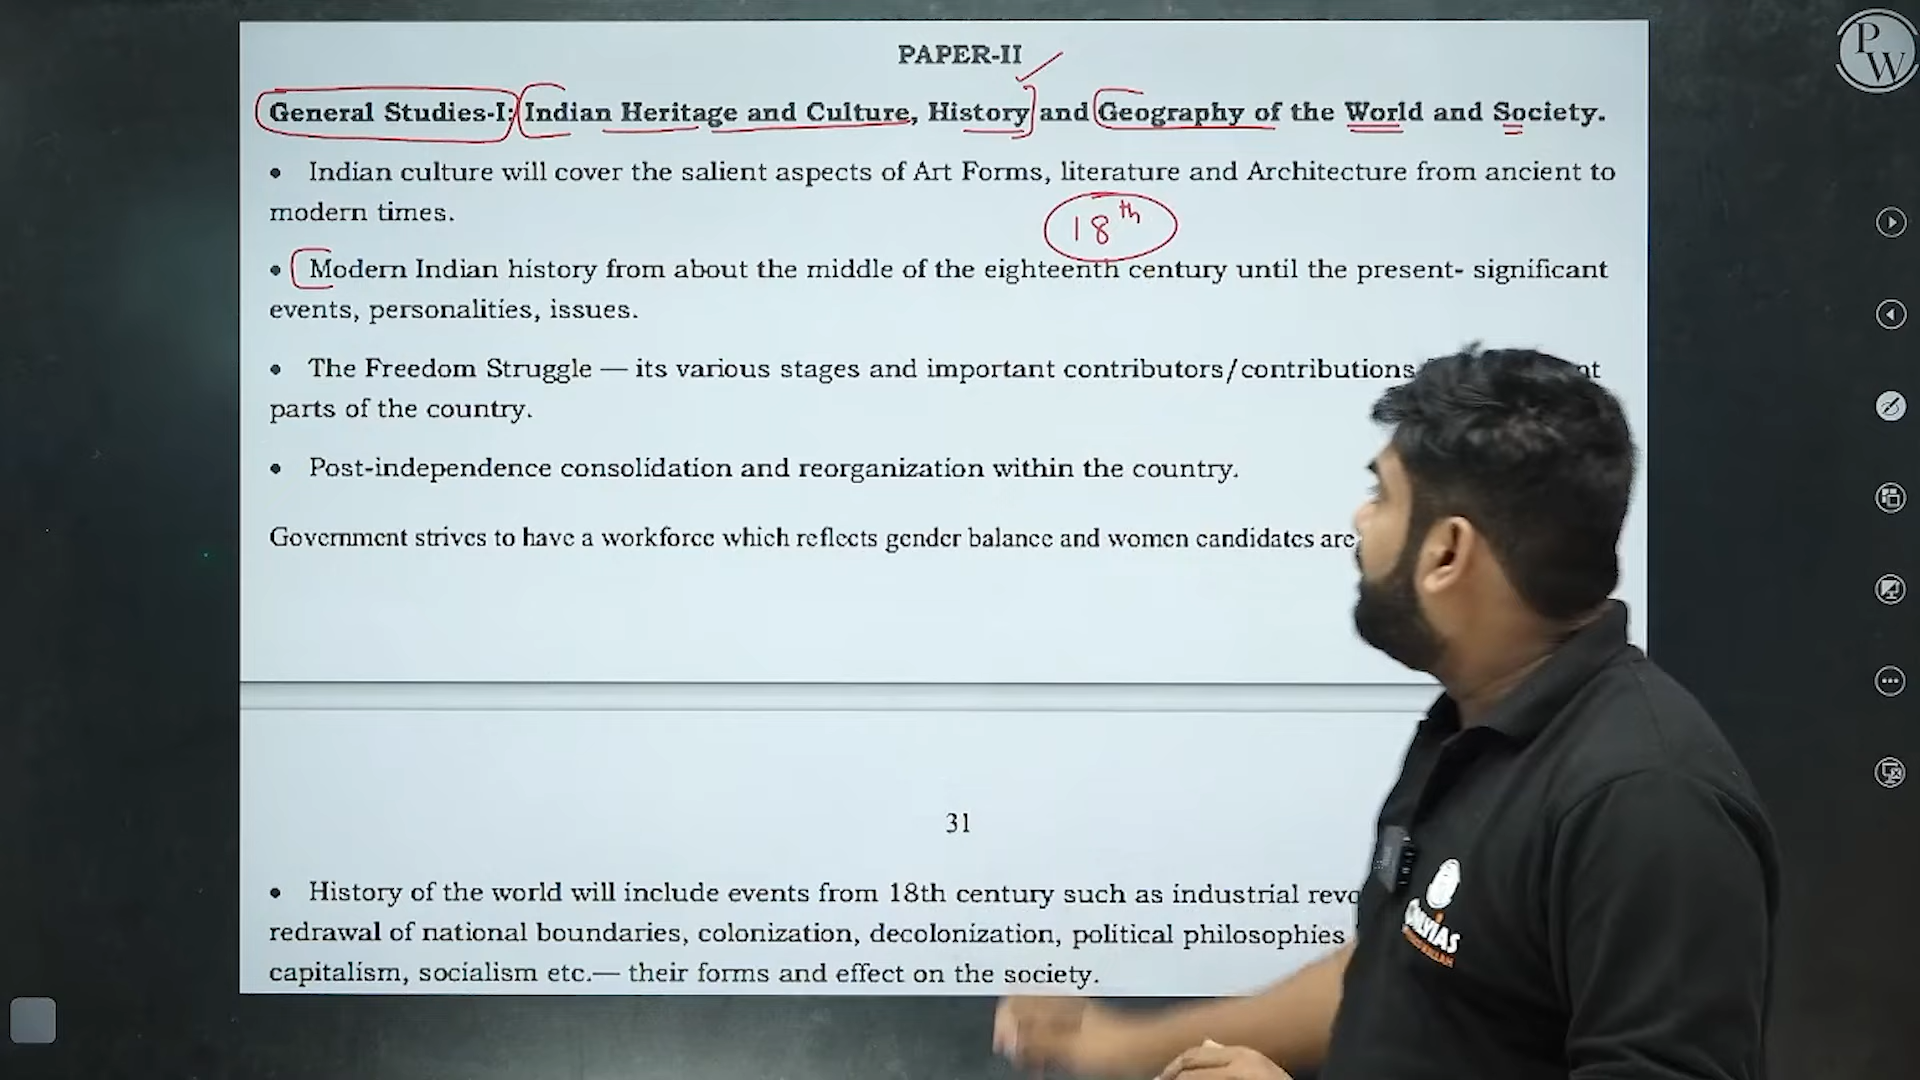 PW
PAPER-II
General Studies-I: Indian Heritage and Culture, History and Geography of the World and Society.
• Indian culture will cover the salient aspects of Art Forms, literature and Architecture from ancient to
modern times.
18th
• Modern Indian history from about the middle of the eighteenth century until the present- significant
events, personalities, issues.
• The Freedom Struggle — its various stages and important contributors/contributions
parts of the country.
• Post-independence consolidation and reorganization within the country.
Government strives to have a workforce which reflects gender balance and women candidates are
31
• History of the world will include events from 18th century such as industrial
redrawal of national boundaries, colonization, decolonization, political philosophies
capitalism, socialism etc.— their forms and effect on the society.